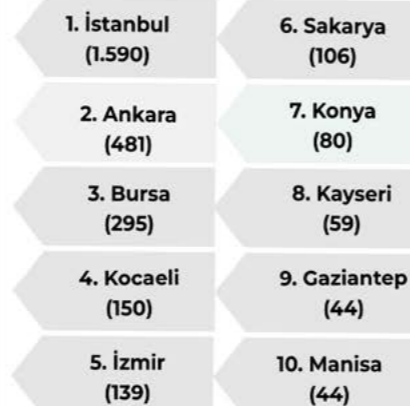 1. İstanbul
(1.590)
2. Ankara
(481)
3. Bursa
(295)
4. Kocaeli
(150)
5. İzmir
(139)
6. Sakarya
(106)
7. Konya
(80)
8. Kayseri
(59)
9. Gaziantep
(44)
10. Manisa
(44)